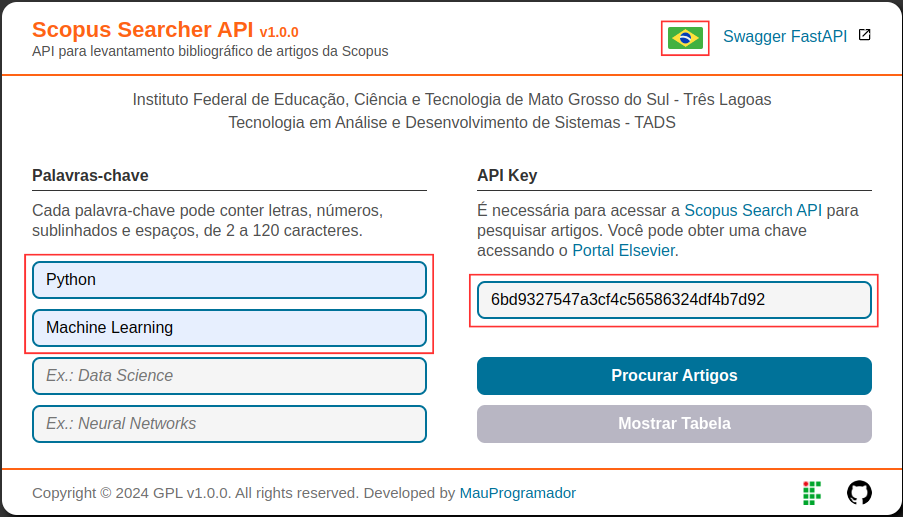 Scopus Searcher API v1.0.0
API para levantamento bibliográfico de artigos da Scopus
Swagger FastAPI
Instituto Federal de Educação, Ciência e Tecnologia de Mato Grosso do Sul - Três Lagoas
Tecnologia em Análise e Desenvolvimento de Sistemas - TADS
Palavras-chave
Cada palavra-chave pode conter letras, números,
sublinhados e espaços, de 2 a 120 caracteres.
Python
Machine Learning
Ex.: Data Science
Ex.: Neural Networks
API Key
É necessária para acessar a Scopus Search API para
pesquisar artigos. Você pode obter uma chave
acessando o Portal Elsevier.
6bd9327547a3cf4c56586324df4b7d92
Procurar Artigos
Mostrar Tabela
Copyright © 2024 GPL v1.0.0. All rights reserved. Developed by MauProgramador